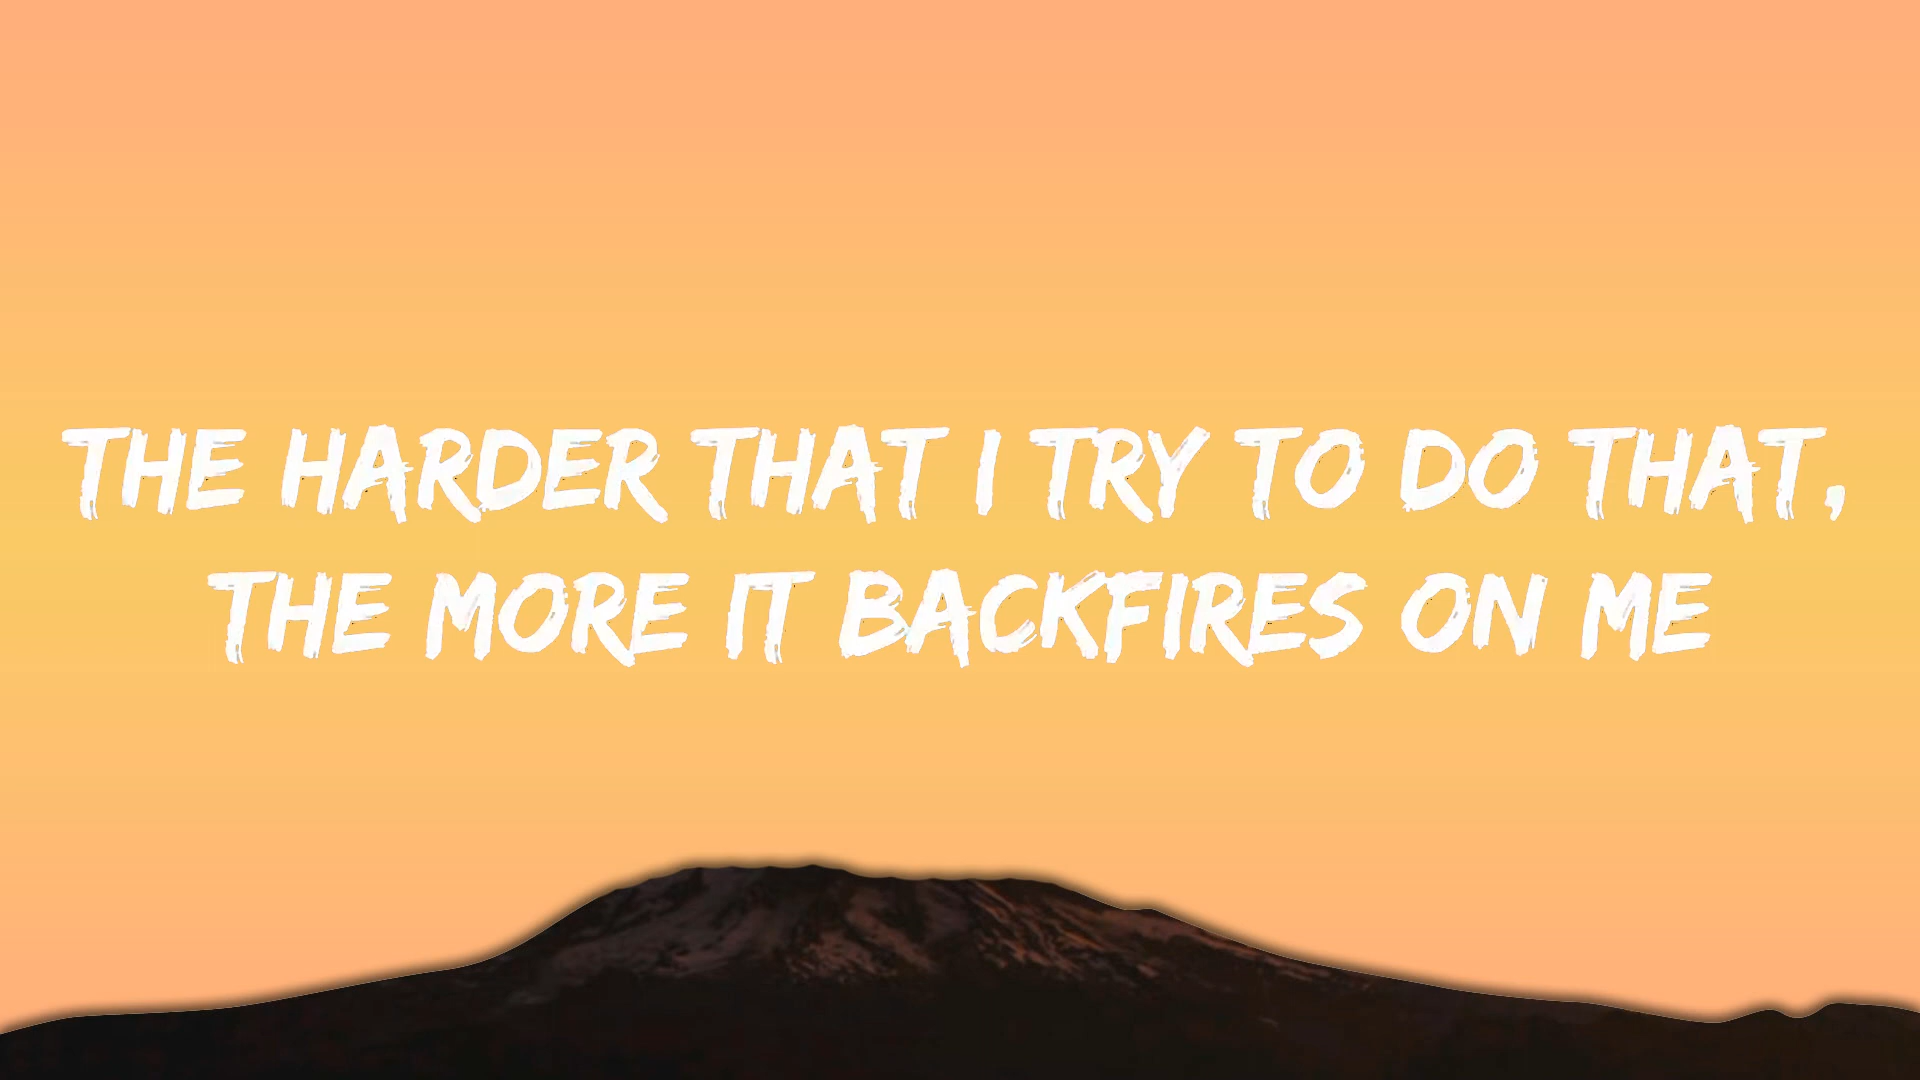 THE HARDER THAT I TRY TO DO THAT,
THE MORE IT BACKFIRES ON ME